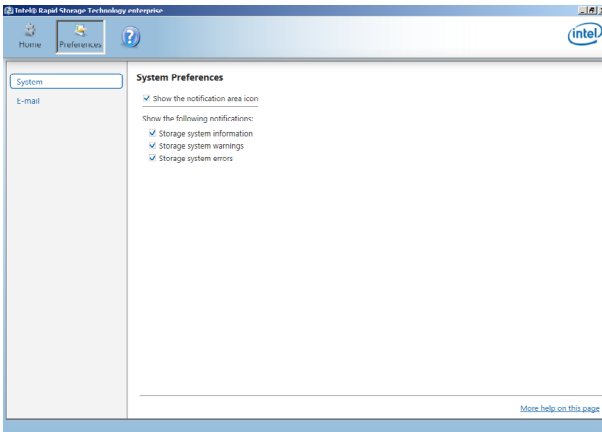 Intel® Rapid Storage Technology enterprise
Home
Preferences
?
intel
System
E-mail
System Preferences
Show the notification area icon
Show the following notifications:
Storage system information
Storage system warnings
Storage system errors
More help on this page